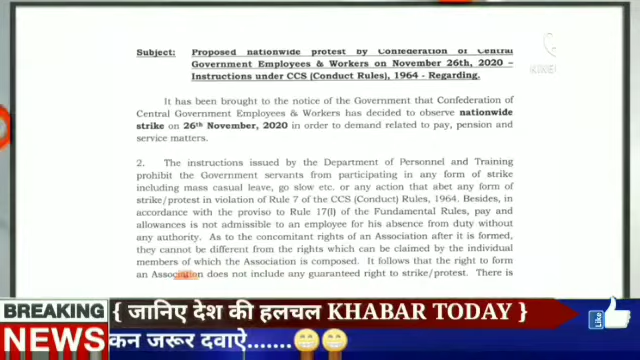 Subject: Proposed nationwide protest by Confederation of Central
Government Employees & Workers on November 26th, 2020 –
Instructions under CCS (Conduct Rules), 1964 - Regarding.
It has been brought to the notice of the Government that Confederation of
Central Government Employees & Workers has decided to observe nationwide
strike on 26th November, 2020 in order to demand related to pay, pension and
service matters.
2. The instructions issued by the Department of Personnel and Training
prohibit the Government servants from participating in any form of strike
including mass casual leave, go slow etc. or any action that abet any form of
strike/protest in violation of Rule 7 of the CCS (Conduct) Rules, 1964. Besides, in
accordance with the proviso to Rule 17(I) of the Fundamental Rules, pay and
allowances is not admissible to an employee for his absence from duty without
any authority. As to the concomitant rights of an Association after it is formed,
they cannot be different from the rights which can be claimed by the individual
members of which the Association is composed. It follows that the right to form
an Association does not include any guaranteed right to strike/protest. There is
BREAKING
NEWS
{ जानिए देश की हलचल KHABAR TODAY }
कन जरूर दवाऐ.......😁😁
Like